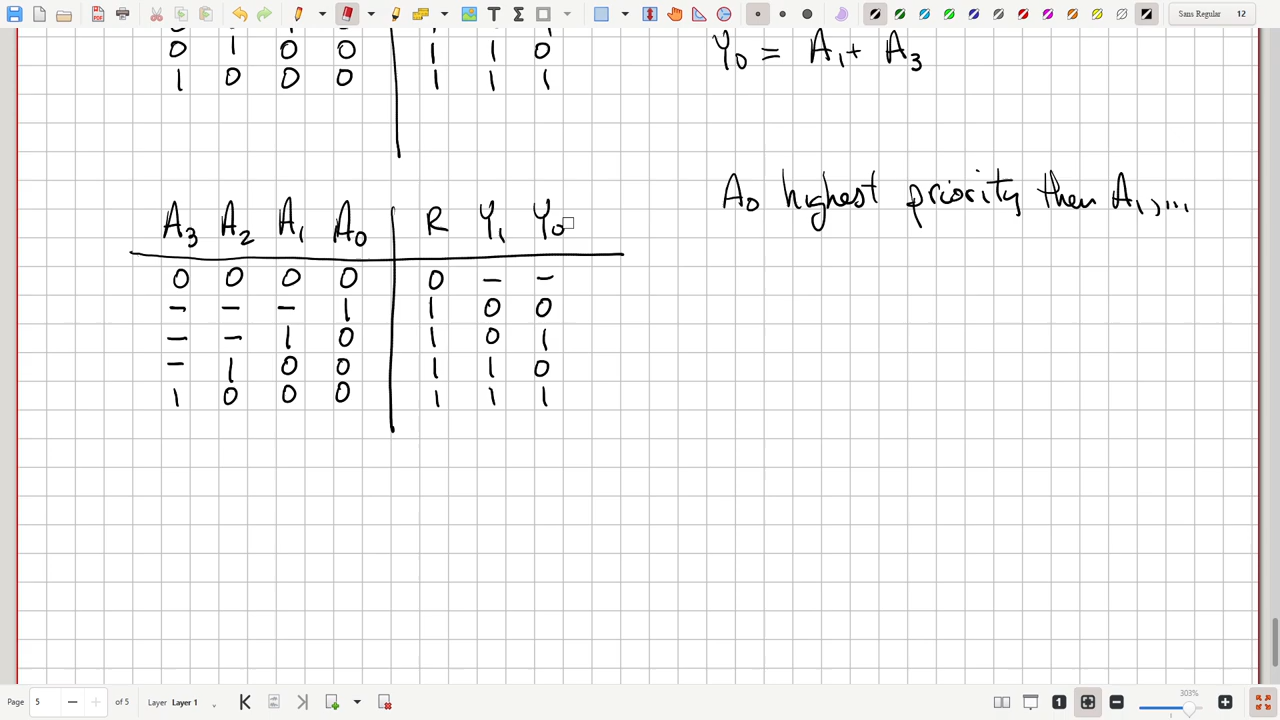 Sans Regular 12
0 1 0 0 1 1 0
1 0 0 0 1 1 1
Y0 = A1 + A3
A0 highest priority then A1, ...
A3 A2 A1 A0 R Y1 Y0
0 0 0 0 0 – –
– – – 1 1 0 0
– – 1 0 1 0 1
– 1 0 0 1 1 0
1 0 0 0 1 1 1
Page 5 of 5 Layer Layer 1 303%